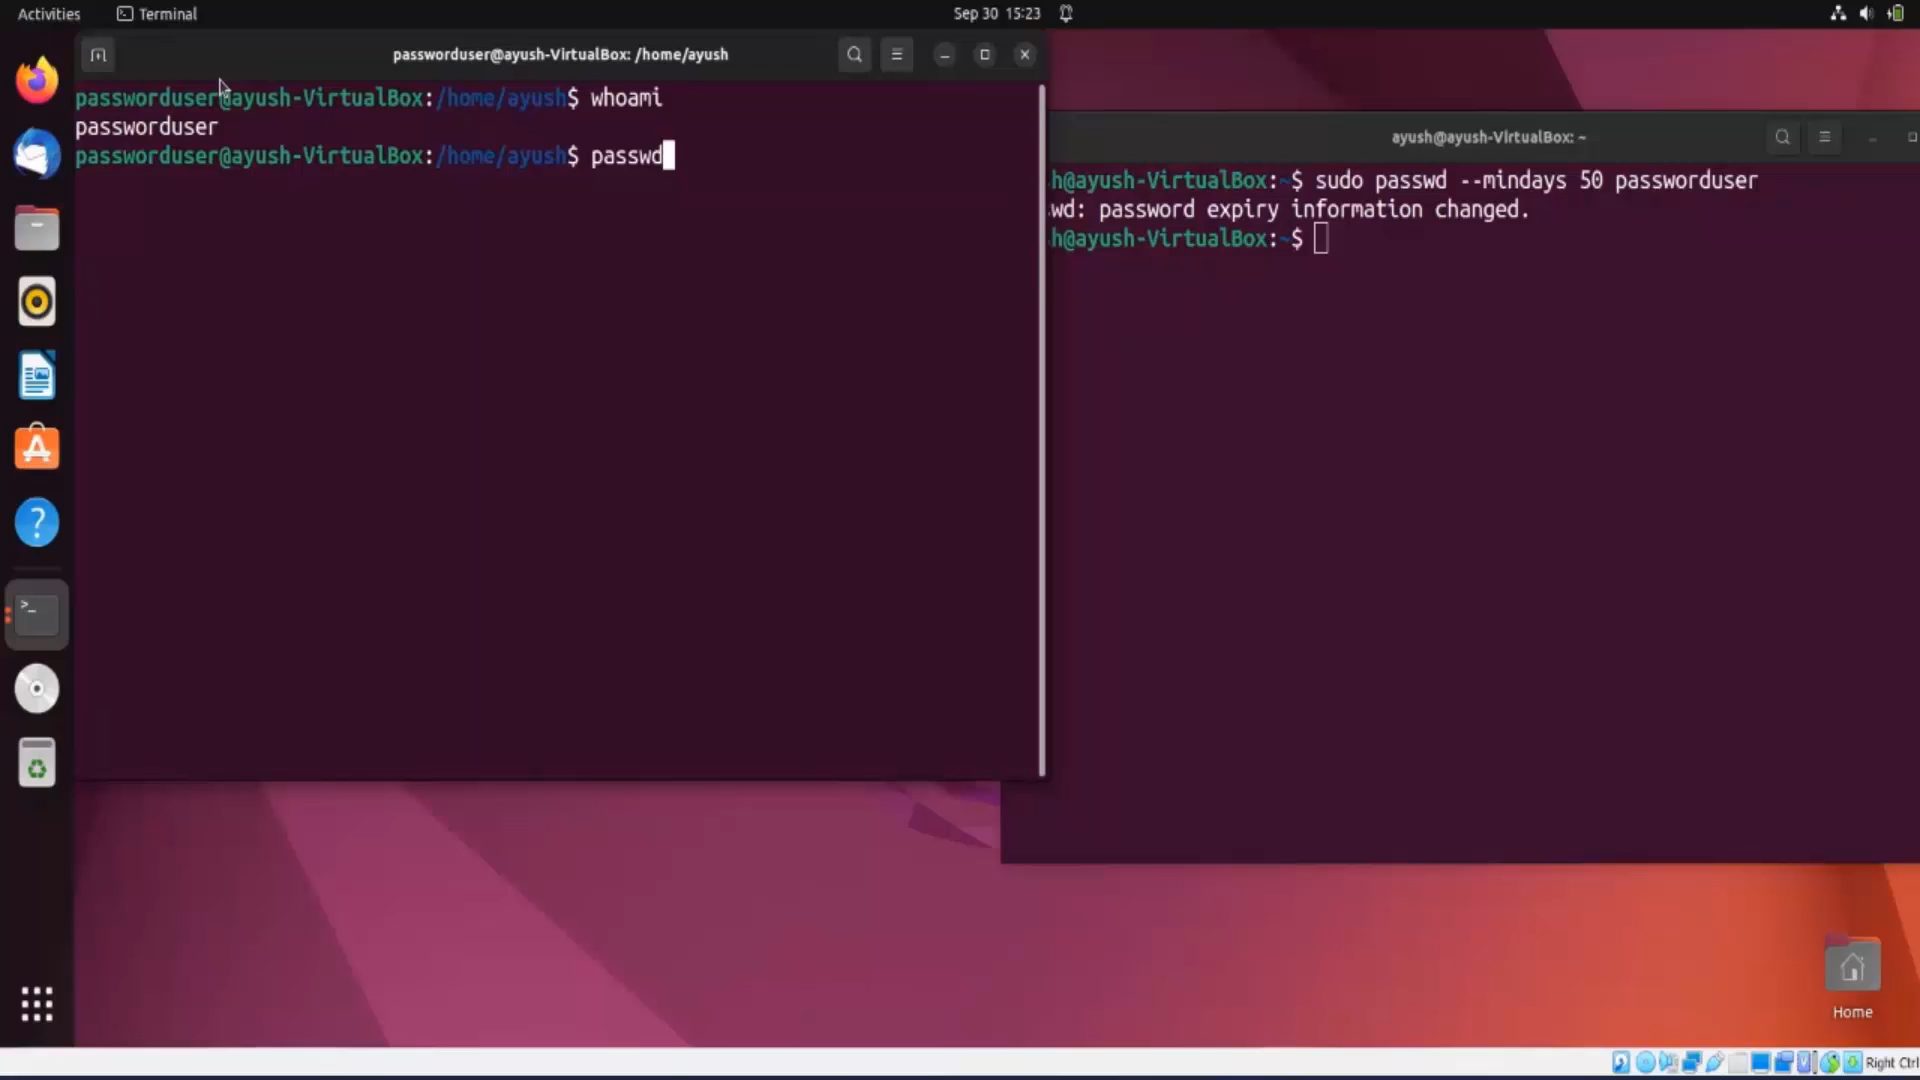 Activities
Terminal
Sep 30 15:23
passworduser@ayush-VirtualBox: /home/ayush
passworduser@ayush-VirtualBox:/home/ayush$ whoami
passworduser
passworduser@ayush-VirtualBox:/home/ayush$ passwd
ayush@ayush-VirtualBox: ~
h@ayush-VirtualBox:~$ sudo passwd --mindays 50 passworduser
wd: password expiry information changed.
h@ayush-VirtualBox:~$
Home
Right Ctrl